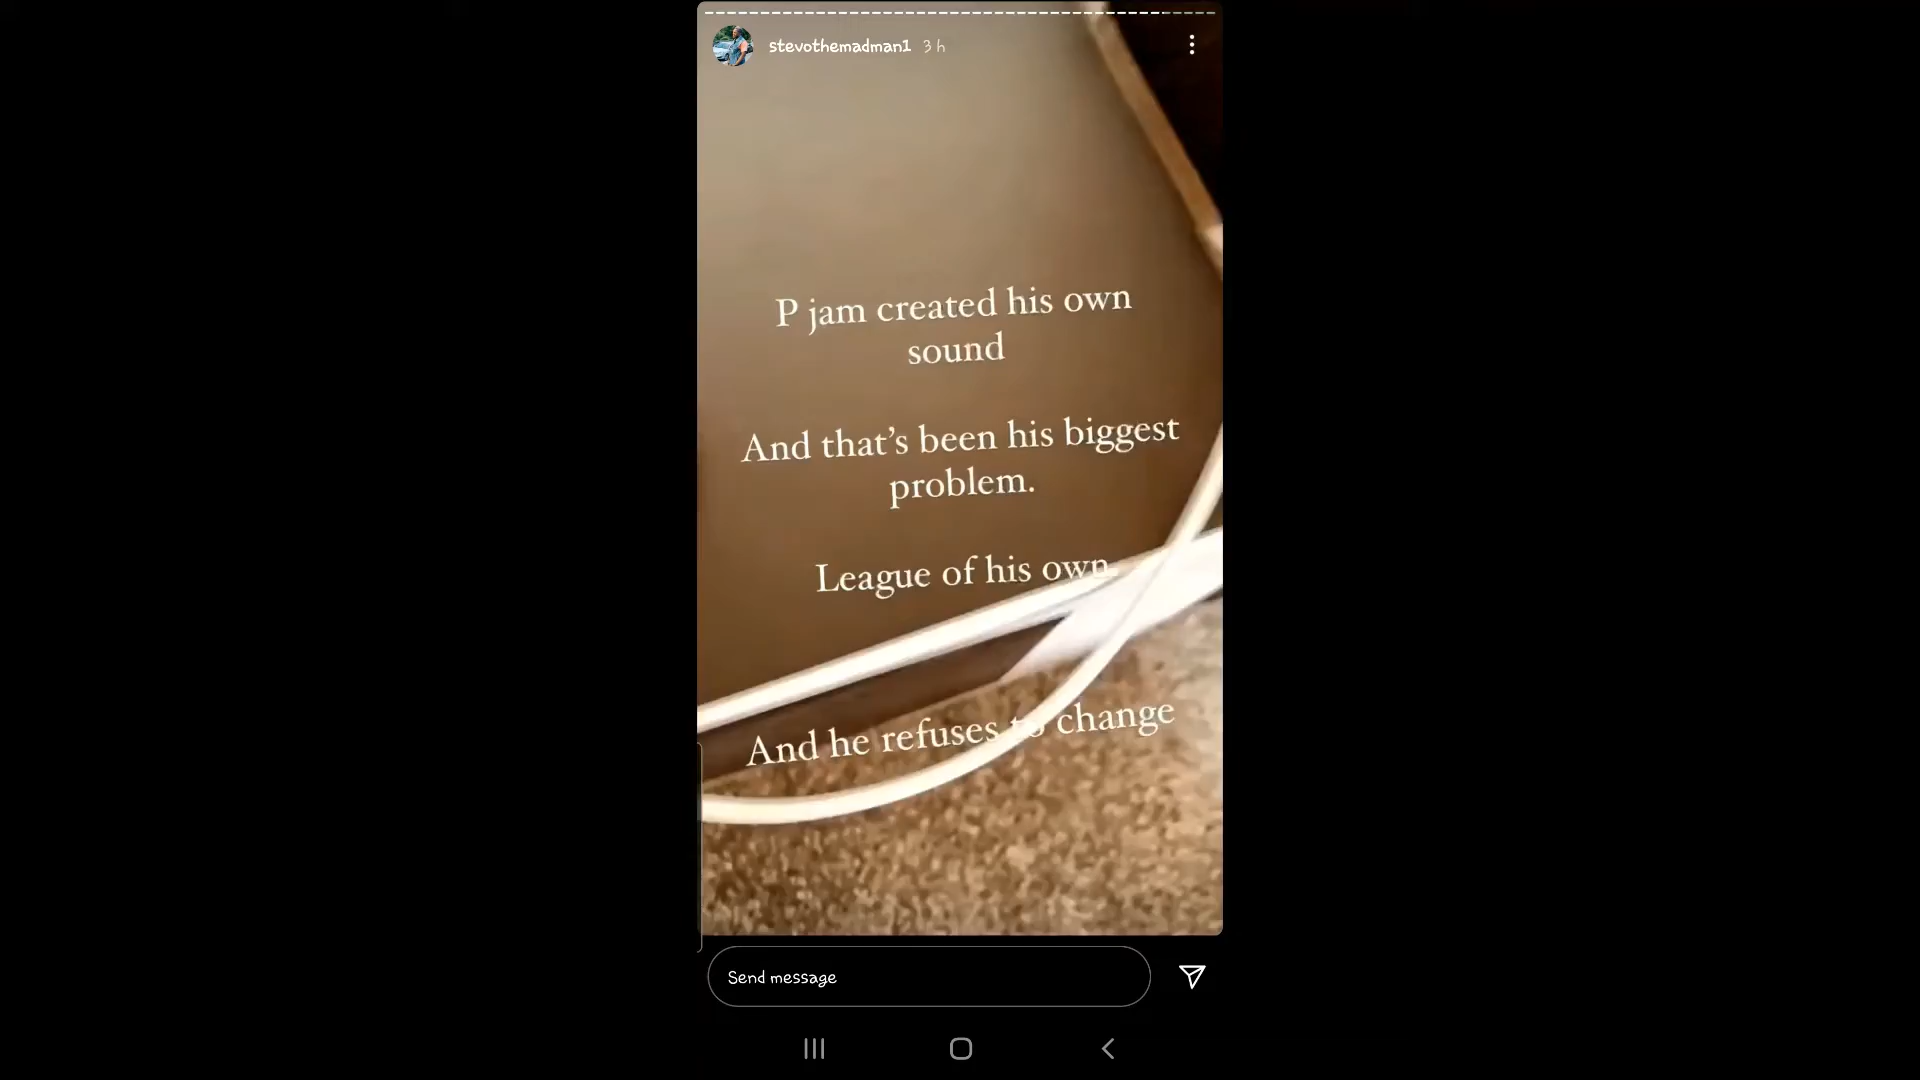 stevothemadman1 3 h
P jam created his own
sound
And that's been his biggest
problem.
League of his own.
And he refuses to change
Send message